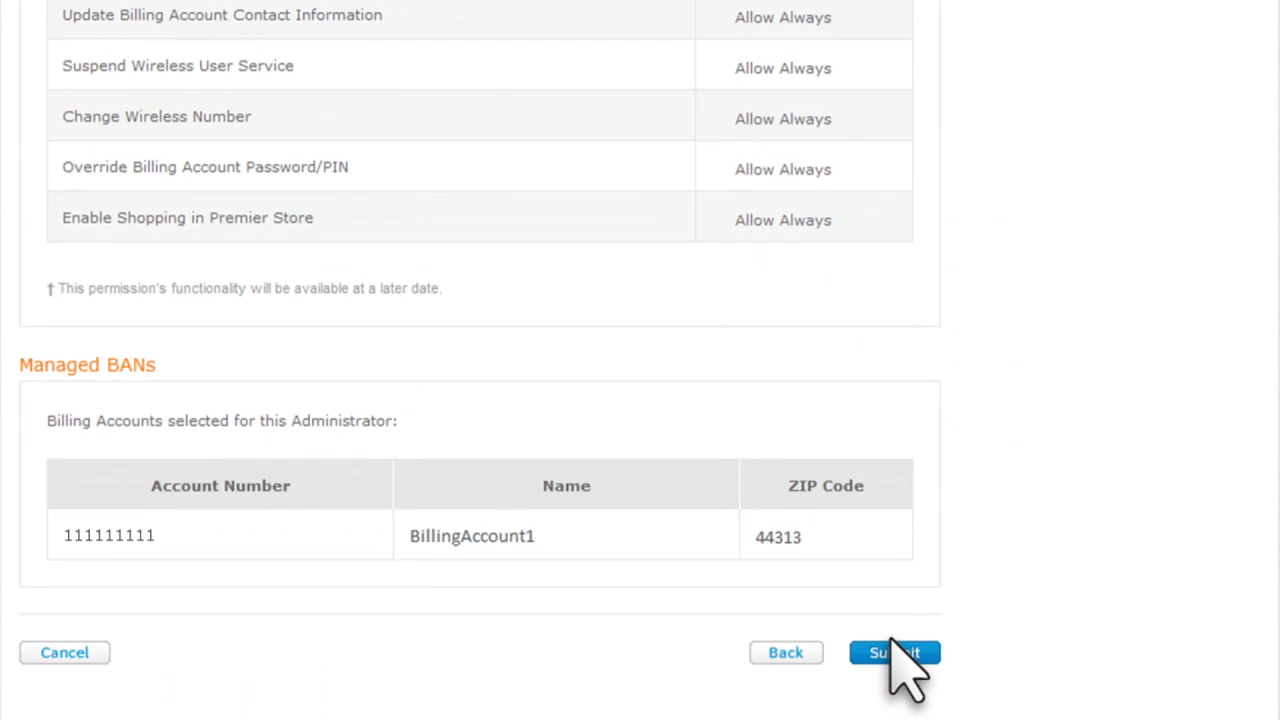 Update Billing Account Contact Information Allow Always
Suspend Wireless User Service Allow Always
Change Wireless Number Allow Always
Override Billing Account Password/PIN Allow Always
Enable Shopping in Premier Store Allow Always
† This permission's functionality will be available at a later date.
Managed BANs
Billing Accounts selected for this Administrator:
Account Number Name ZIP Code
111111111 BillingAccount1 44313
Cancel Back Submit